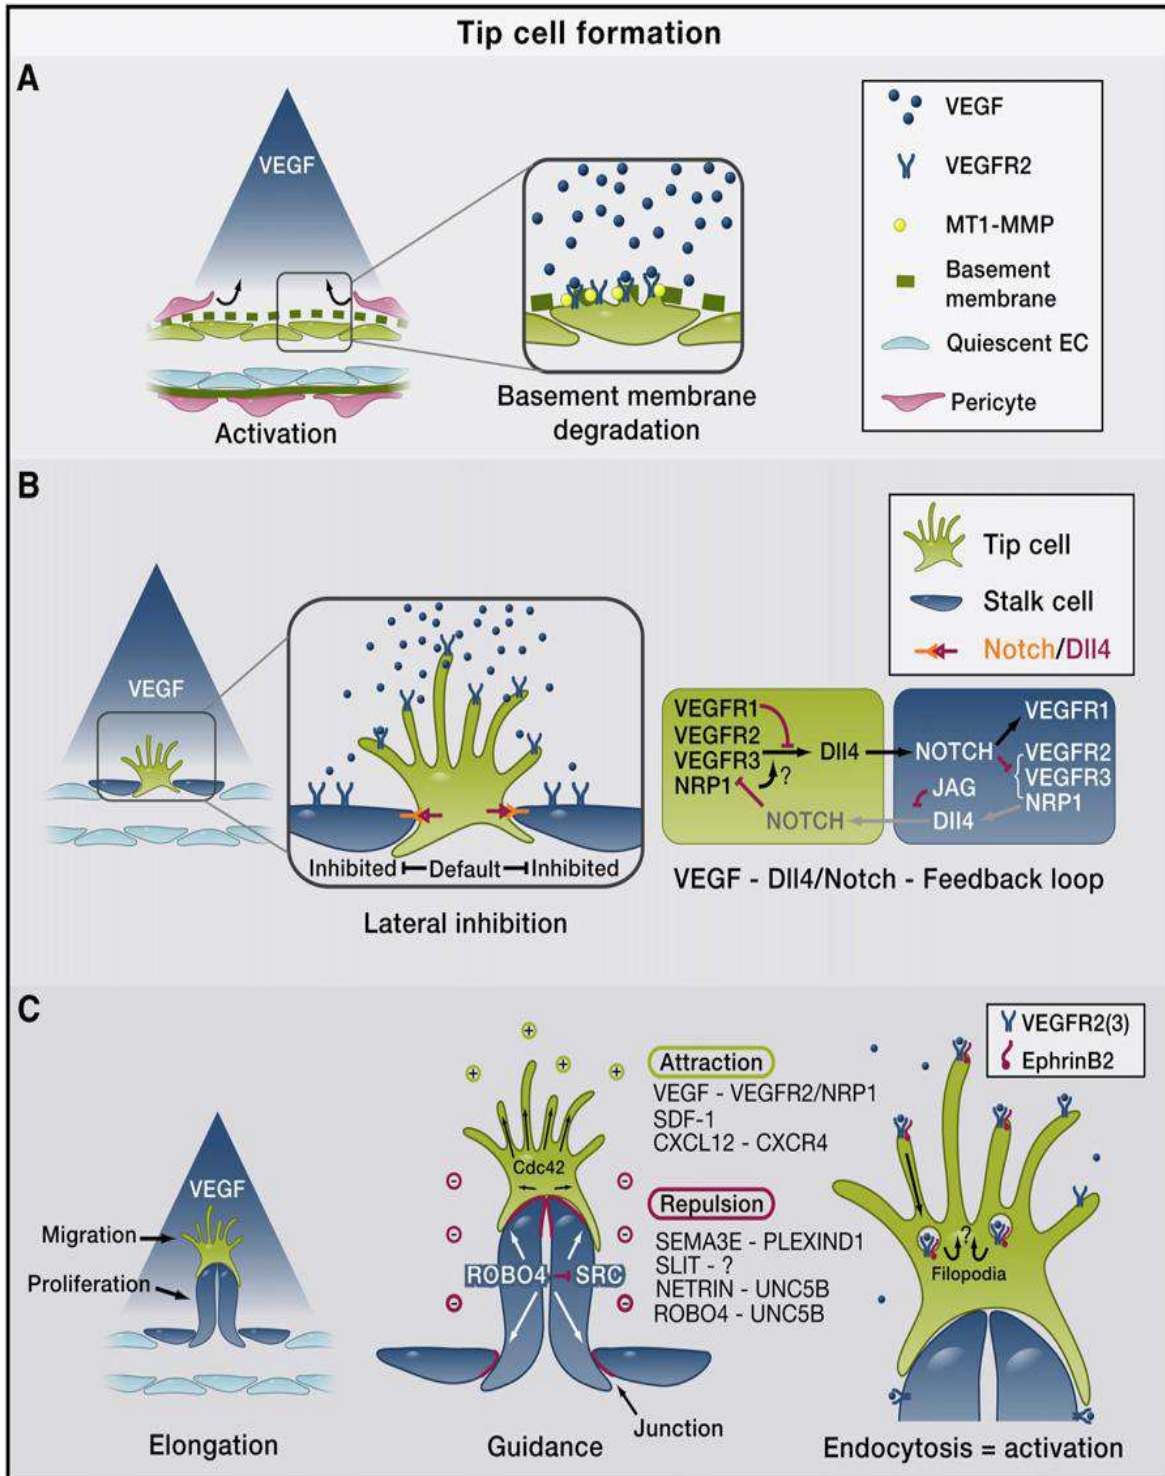 Tip cell formation
A
VEGF
Activation
Basement membrane
degradation
VEGF
VEGFR2
MT1-MMP
Basement
membrane
Quiescent EC
Pericyte
B
VEGF
Inhibited
Default
Inhibited
Lateral inhibition
Tip cell
Stalk cell
Notch/Dll4
VEGFR1
VEGFR2
VEGFR3
NRP1
?
Dll4
NOTCH
NOTCH
JAG
Dll4
VEGFR1
VEGFR2
VEGFR3
NRP1
VEGF - Dll4/Notch - Feedback loop
C
VEGF
Migration
Proliferation
Elongation
+
+
+
+
Cdc42
-
-
-
-
-
-
ROBO4
SRC
Junction
Guidance
Attraction
VEGF - VEGFR2/NRP1
SDF-1
CXCL12 - CXCR4
Repulsion
SEMA3E - PLEXIND1
SLIT - ?
NETRIN - UNC5B
ROBO4 - UNC5B
VEGFR2(3)
EphrinB2
?
Filopodia
Endocytosis = activation